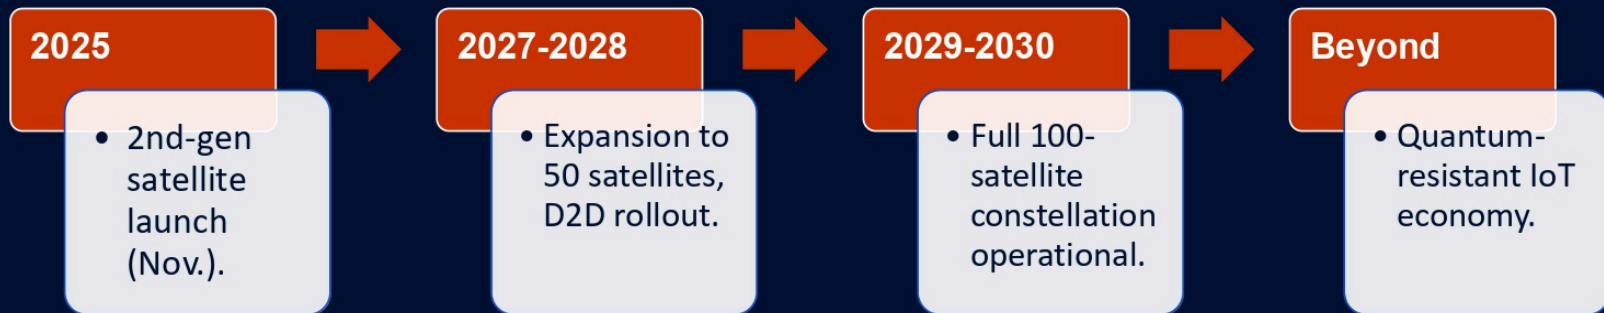 2025
• 2nd-gen
satellite
launch
(Nov.).
2027-2028
• Expansion to
50 satellites,
D2D rollout.
2029-2030
• Full 100-
satellite
constellation
operational.
Beyond
• Quantum-
resistant IoT
economy.